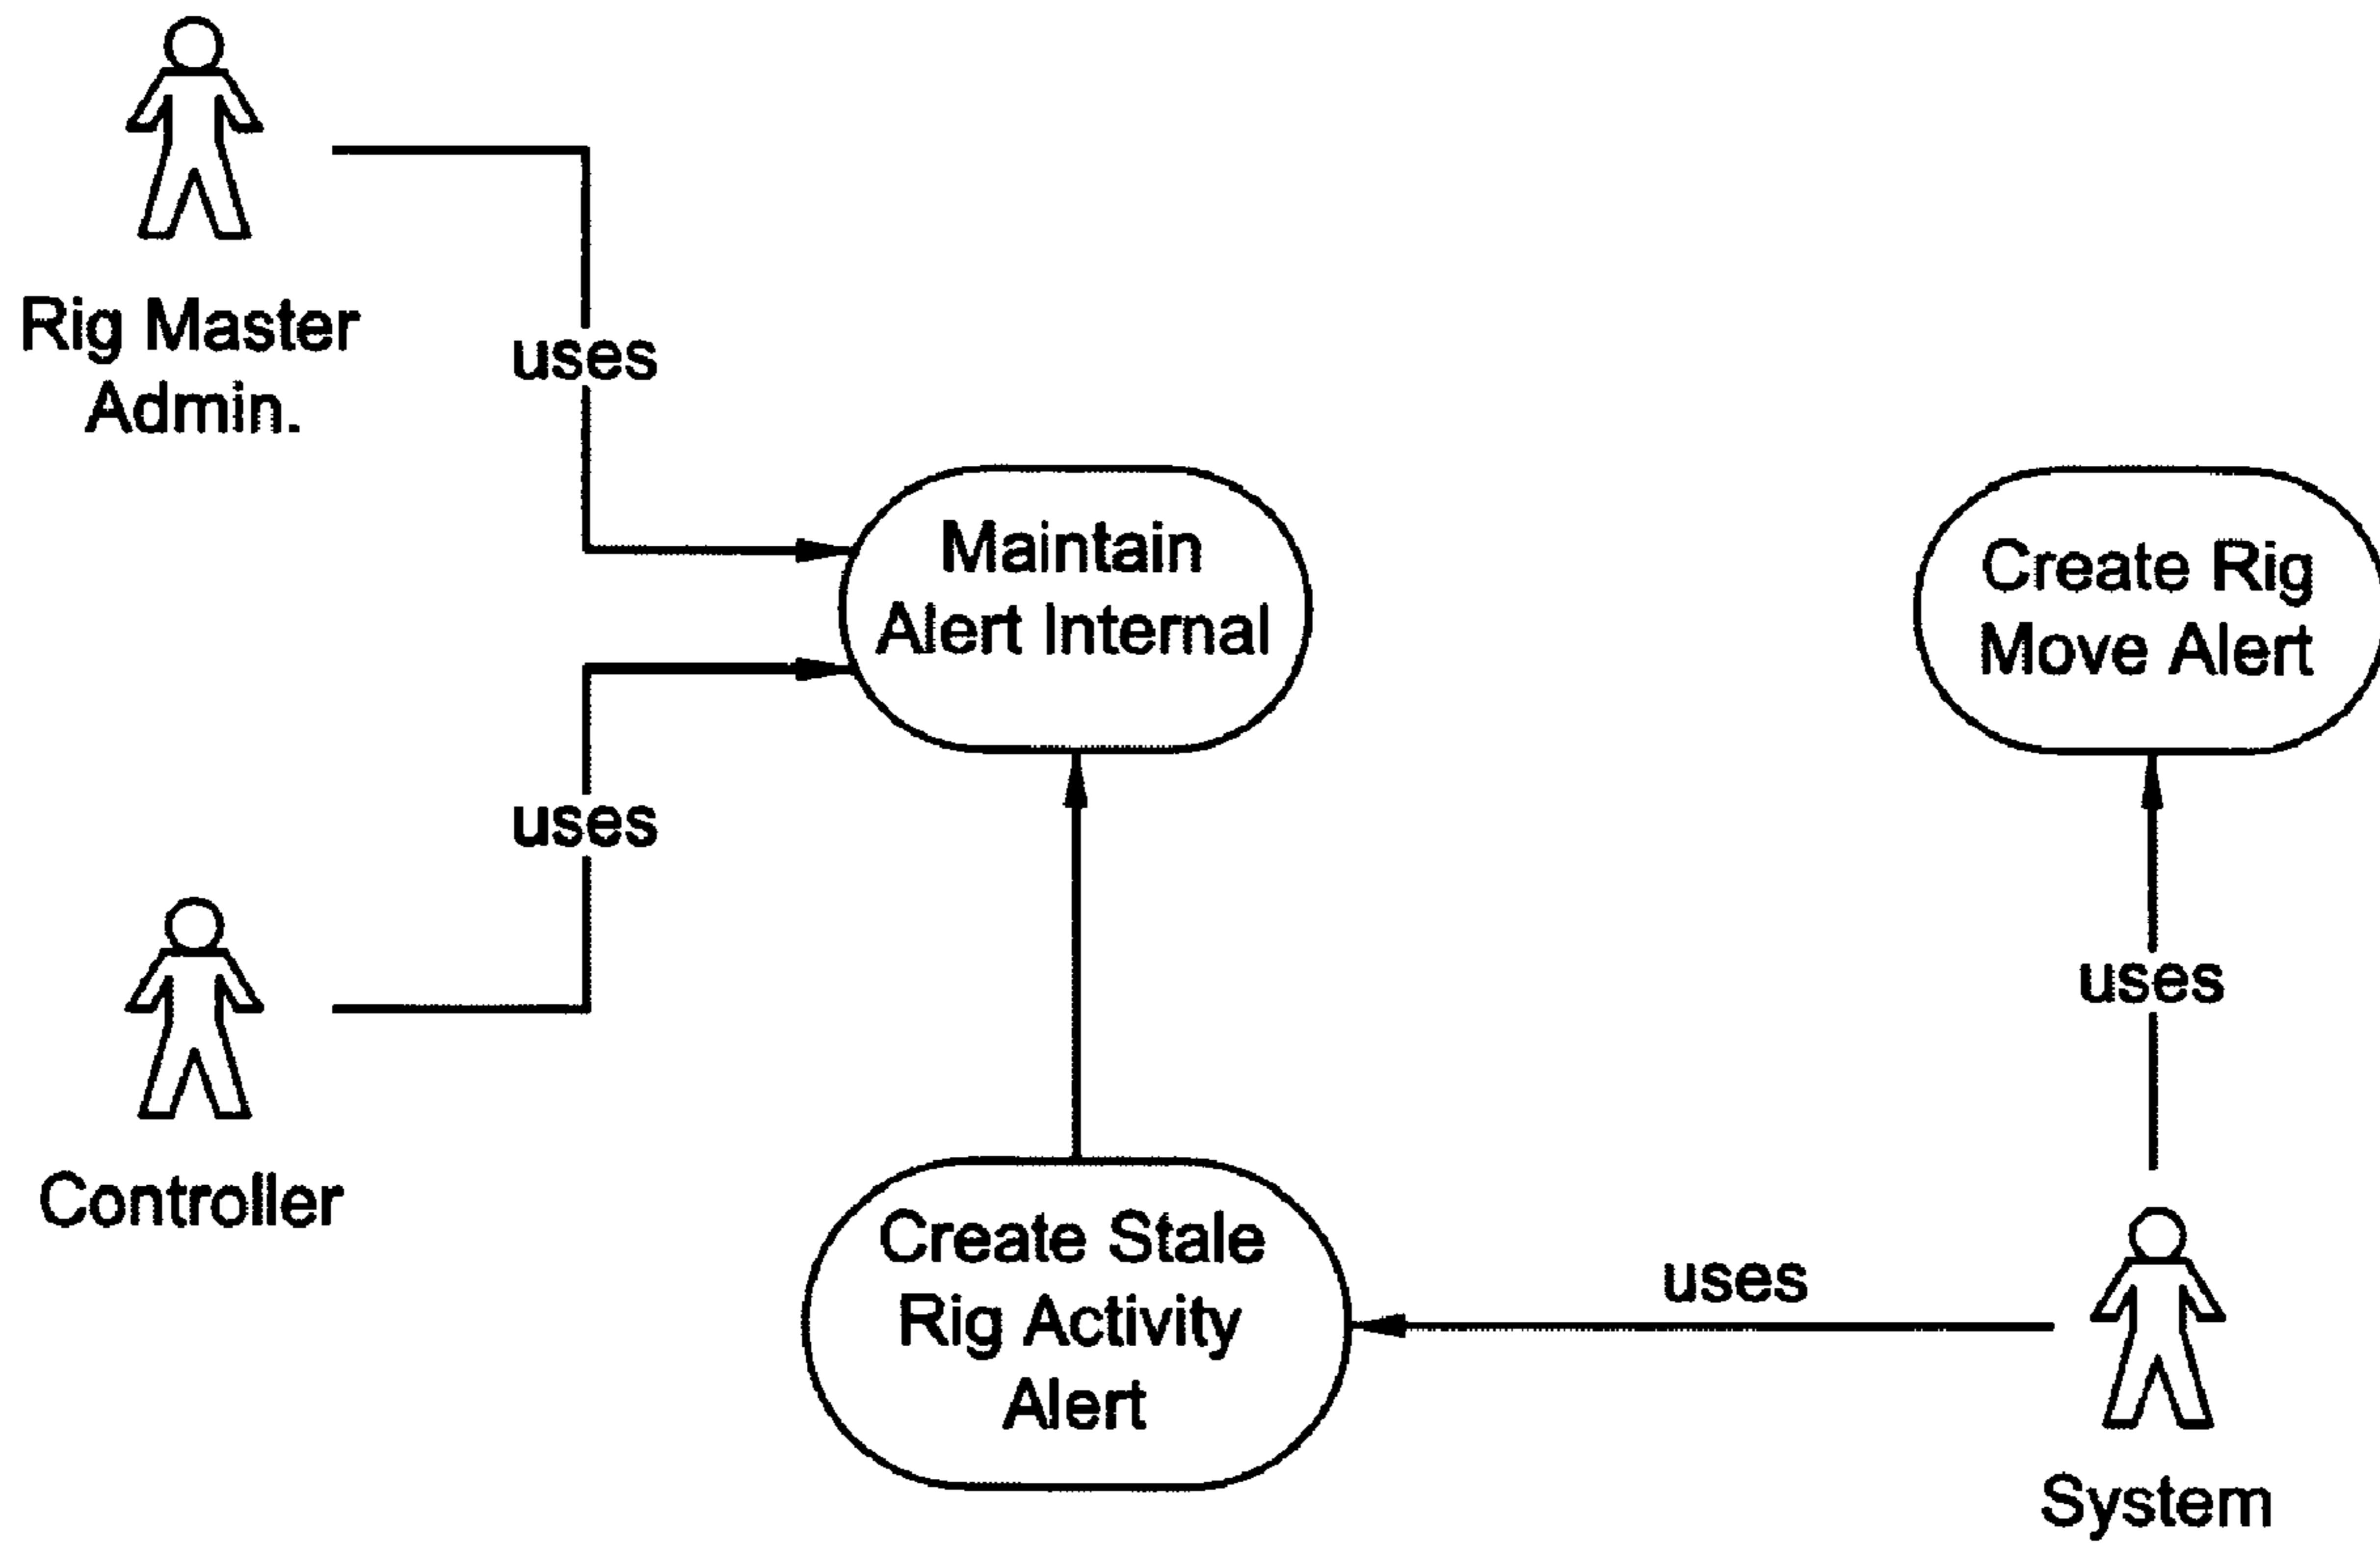 Rig Master
Admin.
uses
Maintain
Alert Internal
Create Rig
Move Alert
uses
uses
Controller
Create Stale
Rig Activity
Alert
uses
System